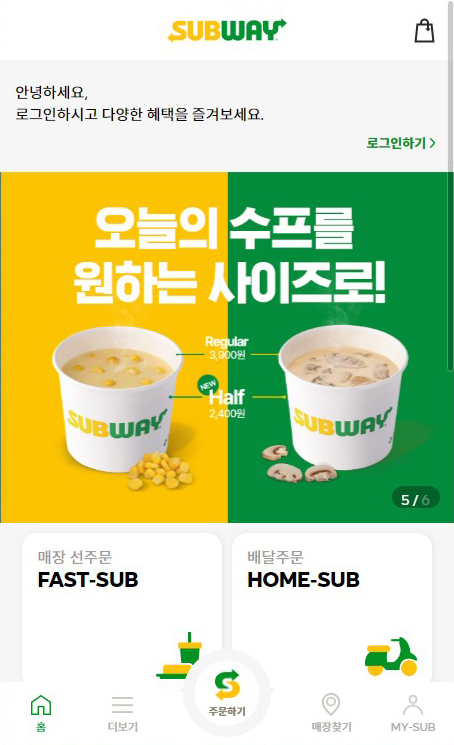 SUBWAY
안녕하세요,
로그인하시고 다양한 혜택을 즐겨보세요.
로그인하기 >
오늘의 수프를
원하는 사이즈로!
Regular
3,900원
NEW
Half
2,400원
SUBWAY
SUBWAY
5 / 6
매장 선주문
FAST-SUB
배달주문
HOME-SUB
홈
더보기
주문하기
매장찾기
MY-SUB